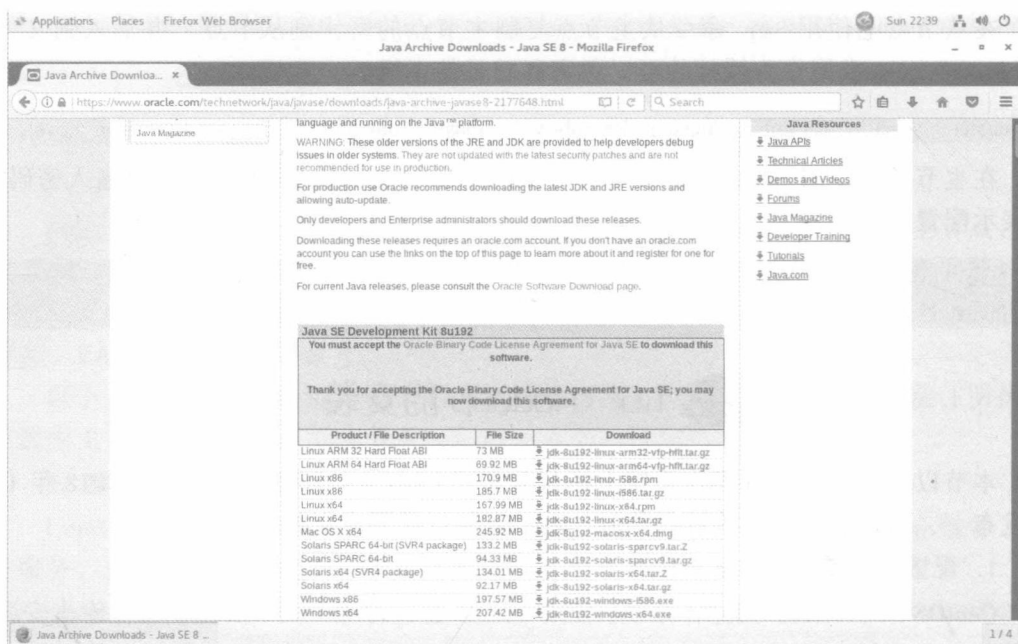 Applications Places Firefox Web Browser Sun 22:39
Java Archive Downloads - Java SE 8 - Mozilla Firefox
Java Archive Downloa... ×
https://www.oracle.com/technetwork/java/javase/downloads/java-archive-javase8-2177648.html Search
Java Magazine
language and running on the Java™ platform.
WARNING: These older versions of the JRE and JDK are provided to help developers debug
issues in older systems. They are not updated with the latest security patches and are not
recommended for use in production.
For production use Oracle recommends downloading the latest JDK and JRE versions and
allowing auto-update.
Only developers and Enterprise administrators should download these releases.
Downloading these releases requires an oracle.com account. If you don't have an oracle.com
account you can use the links on the top of this page to learn more about it and register for one for
free.
For current Java releases, please consult the Oracle Software Download page.
Java Resources
Java APIs
Technical Articles
Demos and Videos
Forums
Java Magazine
Developer Training
Tutorials
Java.com
Java SE Development Kit 8u192
You must accept the Oracle Binary Code License Agreement for Java SE to download this
software.
Thank you for accepting the Oracle Binary Code License Agreement for Java SE; you may
now download this software.
Product / File Description File Size Download
Linux ARM 32 Hard Float ABI 73 MB jdk-8u192-linux-arm32-vfp-hflt.tar.gz
Linux ARM 64 Hard Float ABI 69.92 MB jdk-8u192-linux-arm64-vfp-hflt.tar.gz
Linux x86 170.9 MB jdk-8u192-linux-i586.rpm
Linux x86 185.7 MB jdk-8u192-linux-i586.tar.gz
Linux x64 167.99 MB jdk-8u192-linux-x64.rpm
Linux x64 182.87 MB jdk-8u192-linux-x64.tar.gz
Mac OS X x64 245.92 MB jdk-8u192-macosx-x64.dmg
Solaris SPARC 64-bit (SVR4 package) 133.2 MB jdk-8u192-solaris-sparcv9.tar.Z
Solaris SPARC 64-bit 94.33 MB jdk-8u192-solaris-sparcv9.tar.gz
Solaris x64 (SVR4 package) 134.01 MB jdk-8u192-solaris-x64.tar.Z
Solaris x64 92.17 MB jdk-8u192-solaris-x64.tar.gz
Windows x86 197.57 MB jdk-8u192-windows-i586.exe
Windows x64 207.42 MB jdk-8u192-windows-x64.exe
Java Archive Downloads - Java SE 8 ... 1 / 4